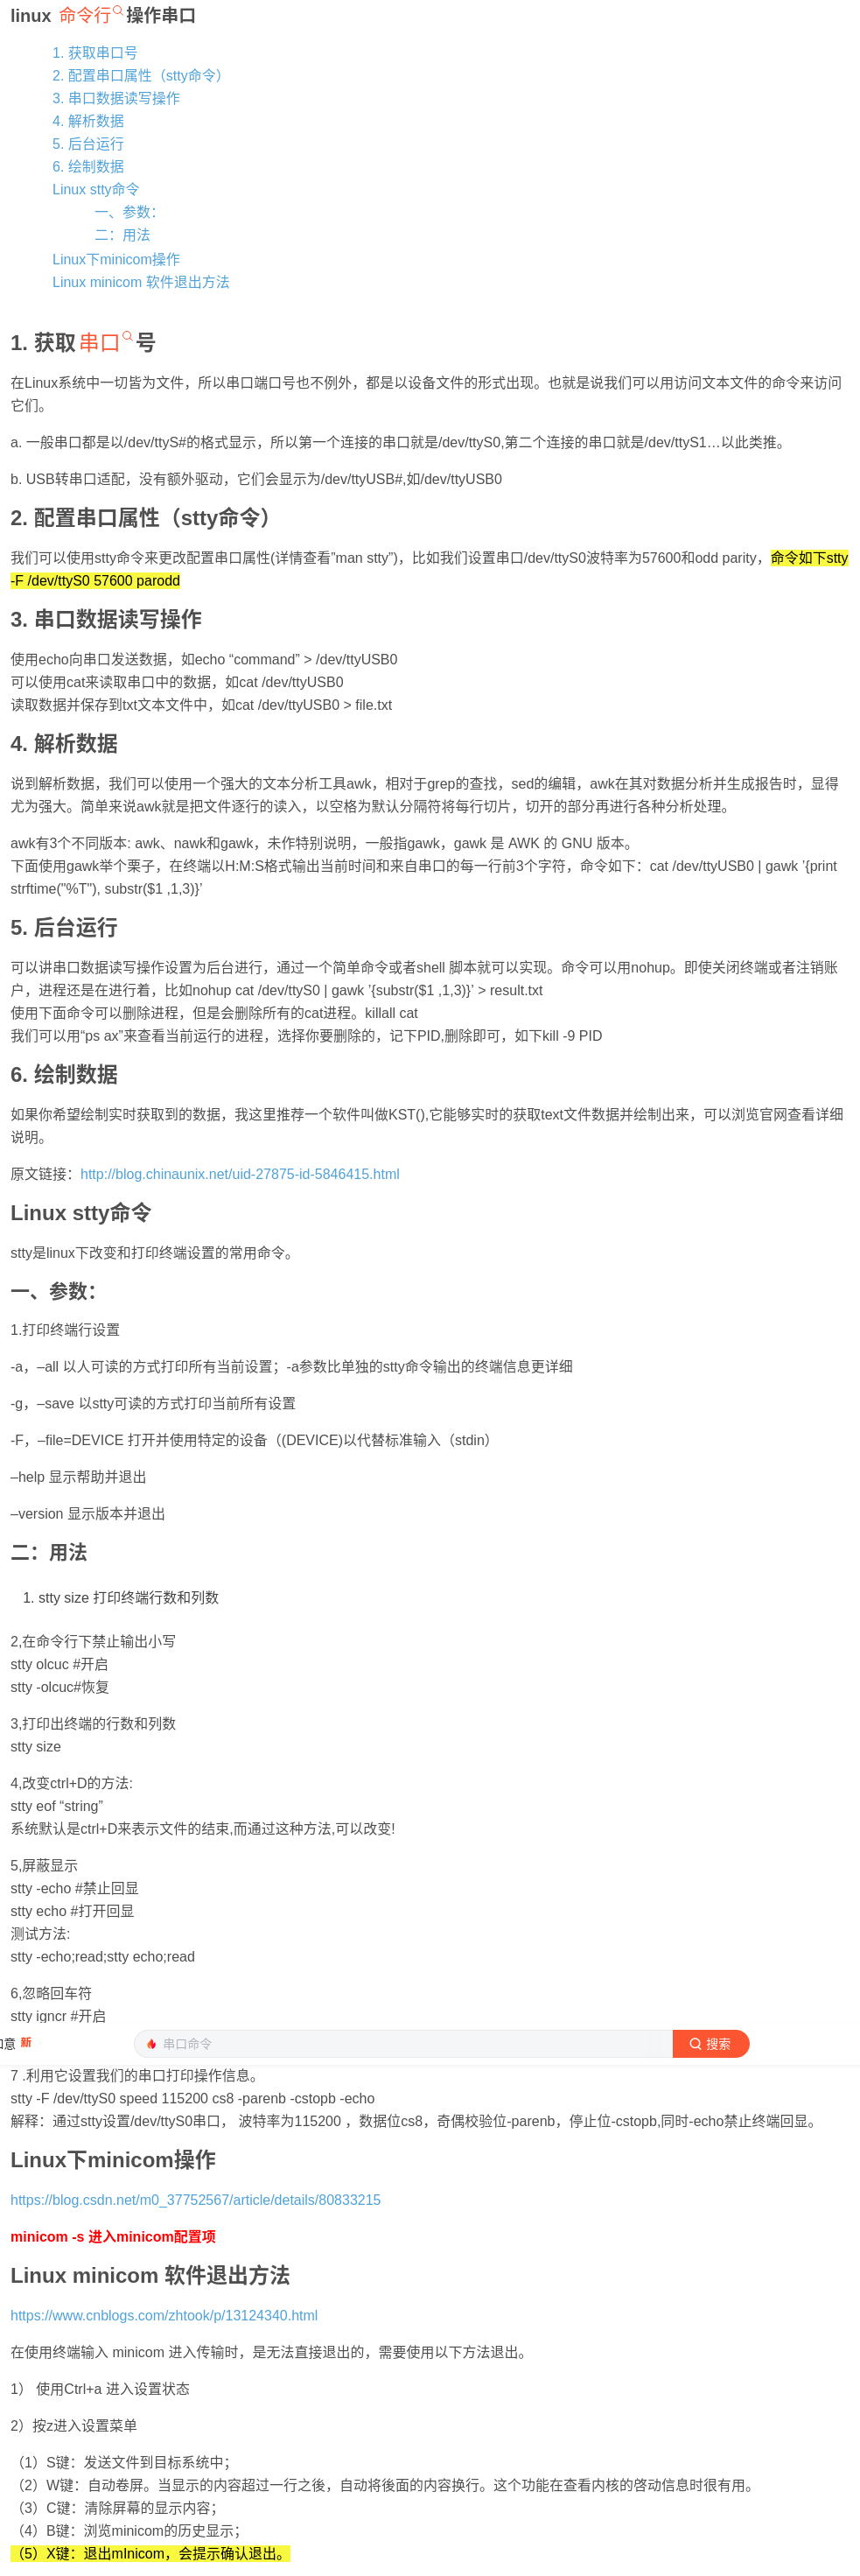 linux 命令行操作串口
1. 获取串口号
2. 配置串口属性（stty命令）
3. 串口数据读写操作
4. 解析数据
5. 后台运行
6. 绘制数据
Linux stty命令
一、参数：
二：用法
Linux下minicom操作
Linux minicom 软件退出方法
1. 获取串口号
在Linux系统中一切皆为文件，所以串口端口号也不例外，都是以设备文件的形式出现。也就是说我们可以用访问文本文件的命令来访问
它们。
a. 一般串口都是以/dev/ttyS#的格式显示，所以第一个连接的串口就是/dev/ttyS0,第二个连接的串口就是/dev/ttyS1…以此类推。
b. USB转串口适配，没有额外驱动，它们会显示为/dev/ttyUSB#,如/dev/ttyUSB0
2. 配置串口属性（stty命令）
我们可以使用stty命令来更改配置串口属性(详情查看”man stty”)，比如我们设置串口/dev/ttyS0波特率为57600和odd parity，命令如下stty
-F /dev/ttyS0 57600 parodd
3. 串口数据读写操作
使用echo向串口发送数据，如echo “command” > /dev/ttyUSB0
可以使用cat来读取串口中的数据，如cat /dev/ttyUSB0
读取数据并保存到txt文本文件中，如cat /dev/ttyUSB0 > file.txt
4. 解析数据
说到解析数据，我们可以使用一个强大的文本分析工具awk，相对于grep的查找，sed的编辑，awk在其对数据分析并生成报告时，显得
尤为强大。简单来说awk就是把文件逐行的读入，以空格为默认分隔符将每行切片，切开的部分再进行各种分析处理。
awk有3个不同版本: awk、nawk和gawk，未作特别说明，一般指gawk，gawk 是 AWK 的 GNU 版本。
下面使用gawk举个栗子，在终端以H:M:S格式输出当前时间和来自串口的每一行前3个字符，命令如下：cat /dev/ttyUSB0 | gawk ’{print
strftime("%T"), substr($1 ,1,3)}’
5. 后台运行
可以讲串口数据读写操作设置为后台进行，通过一个简单命令或者shell 脚本就可以实现。命令可以用nohup。即使关闭终端或者注销账
户，进程还是在进行着，比如nohup cat /dev/ttyS0 | gawk ’{substr($1 ,1,3)}’ > result.txt
使用下面命令可以删除进程，但是会删除所有的cat进程。killall cat
我们可以用“ps ax”来查看当前运行的进程，选择你要删除的，记下PID,删除即可，如下kill -9 PID
6. 绘制数据
如果你希望绘制实时获取到的数据，我这里推荐一个软件叫做KST(),它能够实时的获取text文件数据并绘制出来，可以浏览官网查看详细
说明。
原文链接：http://blog.chinaunix.net/uid-27875-id-5846415.html
Linux stty命令
stty是linux下改变和打印终端设置的常用命令。
一、参数：
1.打印终端行设置
-a，–all 以人可读的方式打印所有当前设置；-a参数比单独的stty命令输出的终端信息更详细
-g，–save 以stty可读的方式打印当前所有设置
-F，–file=DEVICE 打开并使用特定的设备（(DEVICE)以代替标准输入（stdin）
–help 显示帮助并退出
–version 显示版本并退出
二：用法
1. stty size 打印终端行数和列数
2,在命令行下禁止输出小写
stty olcuc #开启
stty -olcuc#恢复
3,打印出终端的行数和列数
stty size
4,改变ctrl+D的方法:
stty eof “string”
系统默认是ctrl+D来表示文件的结束,而通过这种方法,可以改变!
5,屏蔽显示
stty -echo #禁止回显
stty echo #打开回显
测试方法:
stty -echo;read;stty echo;read
6,忽略回车符
stty igncr #开启
如意 新 串口命令 搜索
7 .利用它设置我们的串口打印操作信息。
stty -F /dev/ttyS0 speed 115200 cs8 -parenb -cstopb -echo
解释：通过stty设置/dev/ttyS0串口， 波特率为115200 ，数据位cs8，奇偶校验位-parenb，停止位-cstopb,同时-echo禁止终端回显。
Linux下minicom操作
https://blog.csdn.net/m0_37752567/article/details/80833215
minicom -s 进入minicom配置项
Linux minicom 软件退出方法
https://www.cnblogs.com/zhtook/p/13124340.html
在使用终端输入 minicom 进入传输时，是无法直接退出的，需要使用以下方法退出。
1） 使用Ctrl+a 进入设置状态
2）按z进入设置菜单
（1）S键：发送文件到目标系统中；
（2）W键：自动卷屏。当显示的内容超过一行之後，自动将後面的内容换行。这个功能在查看内核的啓动信息时很有用。
（3）C键：清除屏幕的显示内容；
（4）B键：浏览minicom的历史显示；
（5）X键：退出mInicom，会提示确认退出。